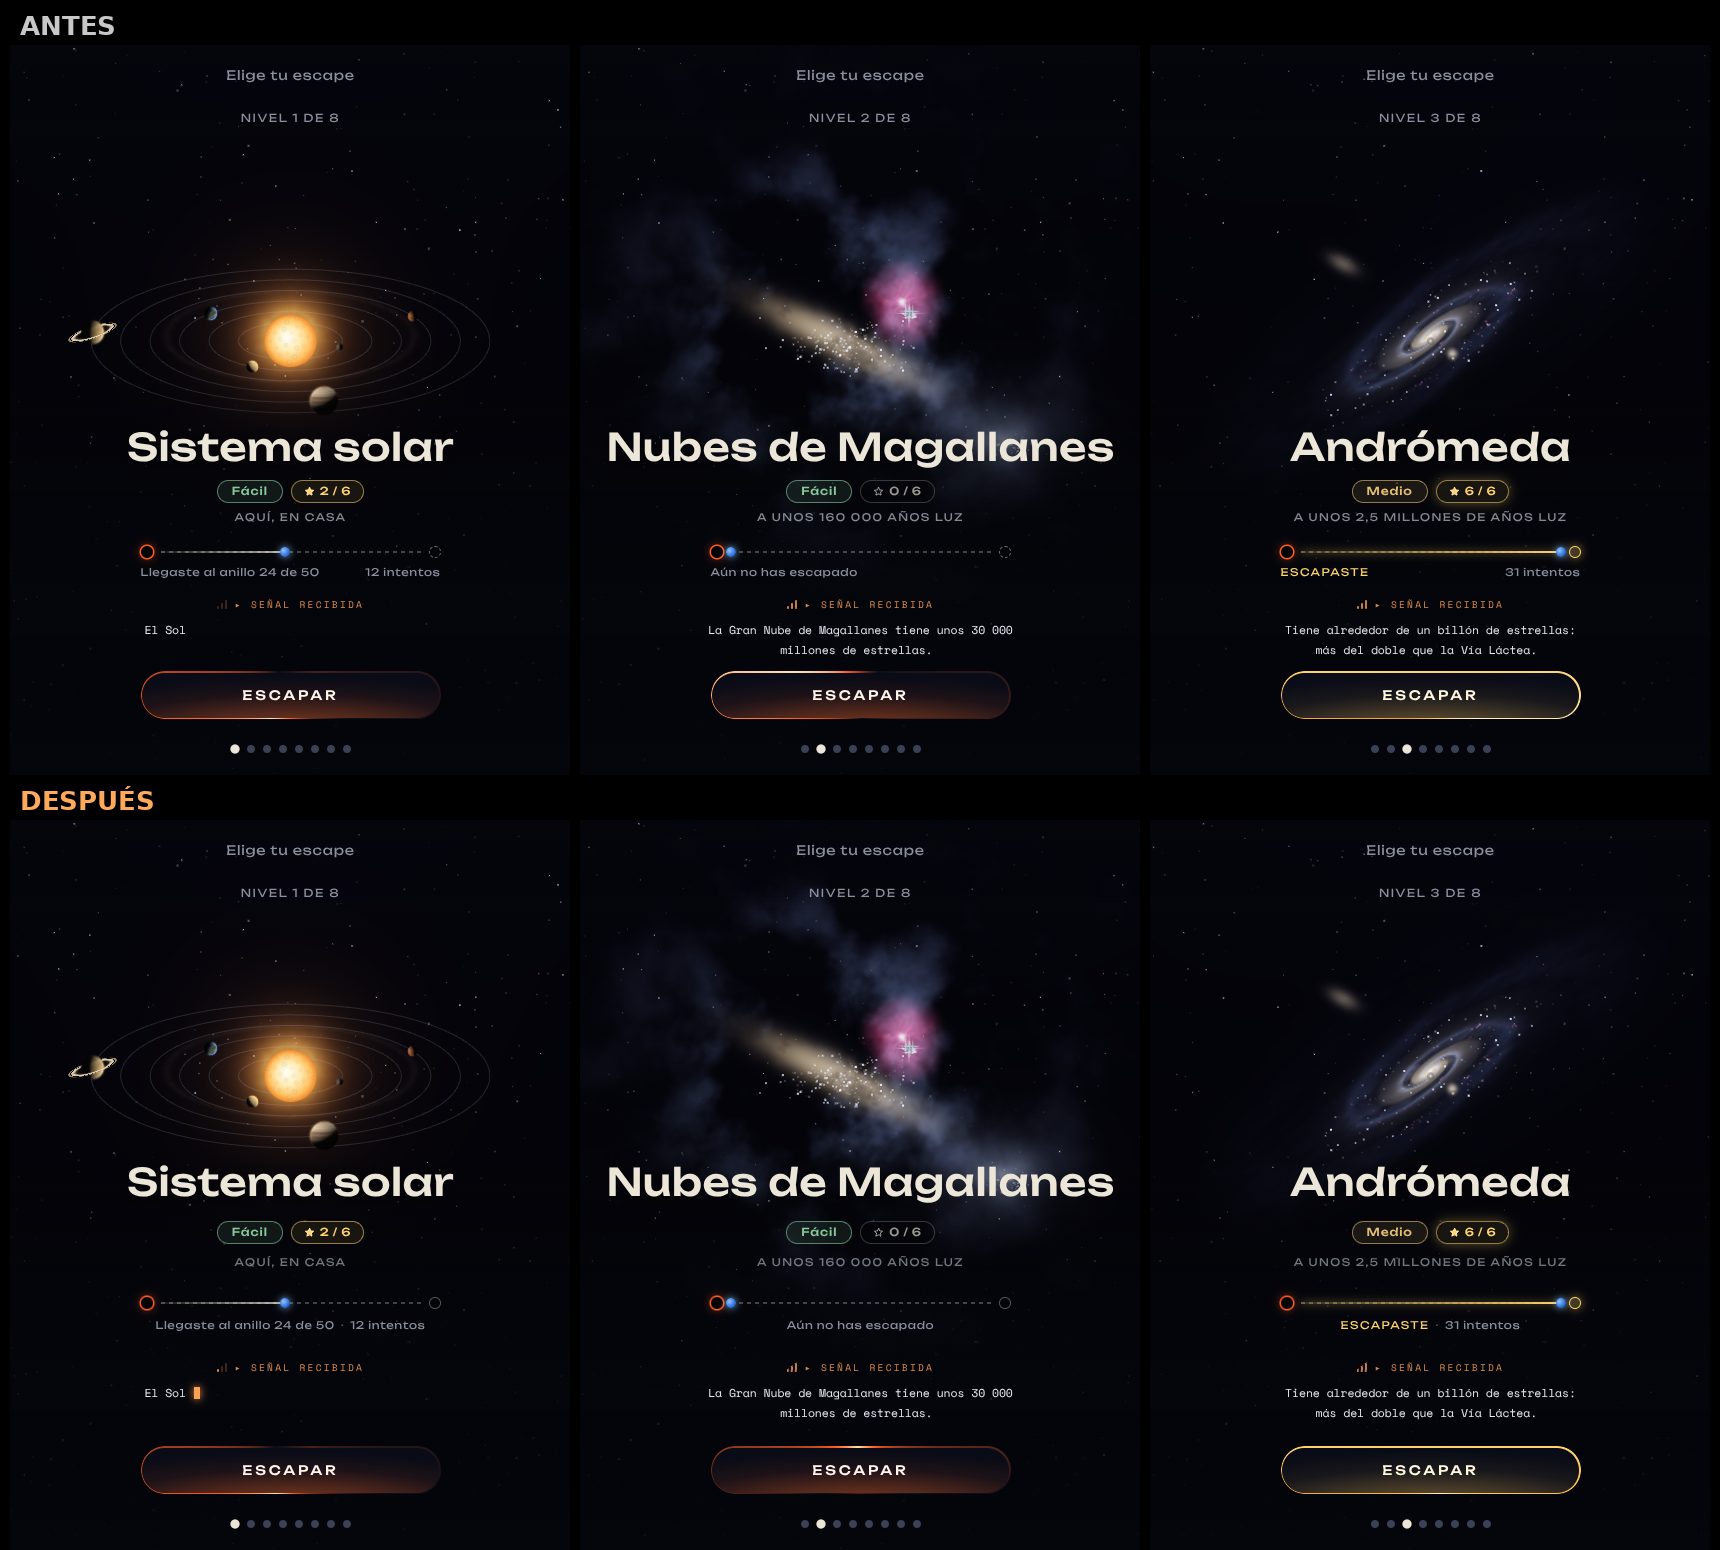 ANTES
Elige tu escape
NIVEL 1 DE 8
Sistema solar
Fácil
2 / 6
AQUÍ, EN CASA
Llegaste al anillo 24 de 50
12 intentos
SEÑAL RECIBIDA
El Sol
ESCAPAR
Elige tu escape
NIVEL 2 DE 8
Nubes de Magallanes
Fácil
0 / 6
A UNOS 160 000 AÑOS LUZ
Aún no has escapado
SEÑAL RECIBIDA
La Gran Nube de Magallanes tiene unos 30 000
millones de estrellas.
ESCAPAR
Elige tu escape
NIVEL 3 DE 8
Andrómeda
Medio
6 / 6
A UNOS 2,5 MILLONES DE AÑOS LUZ
ESCAPASTE
31 intentos
SEÑAL RECIBIDA
Tiene alrededor de un billón de estrellas:
más del doble que la Vía Láctea.
ESCAPAR
DESPUÉS
Elige tu escape
NIVEL 1 DE 8
Sistema solar
Fácil
2 / 6
AQUÍ, EN CASA
Llegaste al anillo 24 de 50 · 12 intentos
SEÑAL RECIBIDA
El Sol
ESCAPAR
Elige tu escape
NIVEL 2 DE 8
Nubes de Magallanes
Fácil
0 / 6
A UNOS 160 000 AÑOS LUZ
Aún no has escapado
SEÑAL RECIBIDA
La Gran Nube de Magallanes tiene unos 30 000
millones de estrellas.
ESCAPAR
Elige tu escape
NIVEL 3 DE 8
Andrómeda
Medio
6 / 6
A UNOS 2,5 MILLONES DE AÑOS LUZ
ESCAPASTE · 31 intentos
SEÑAL RECIBIDA
Tiene alrededor de un billón de estrellas:
más del doble que la Vía Láctea.
ESCAPAR